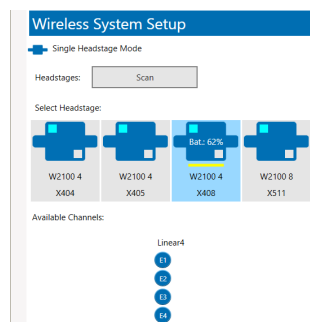 Wireless System Setup
Single Headstage Mode
Headstages: Scan
Select Headstage:
Bat.: 62%
W2100 4 W2100 4 W2100 4 W2100 8
X404 X405 X408 X511
Available Channels:
Linear4
E1
E2
E3
E4